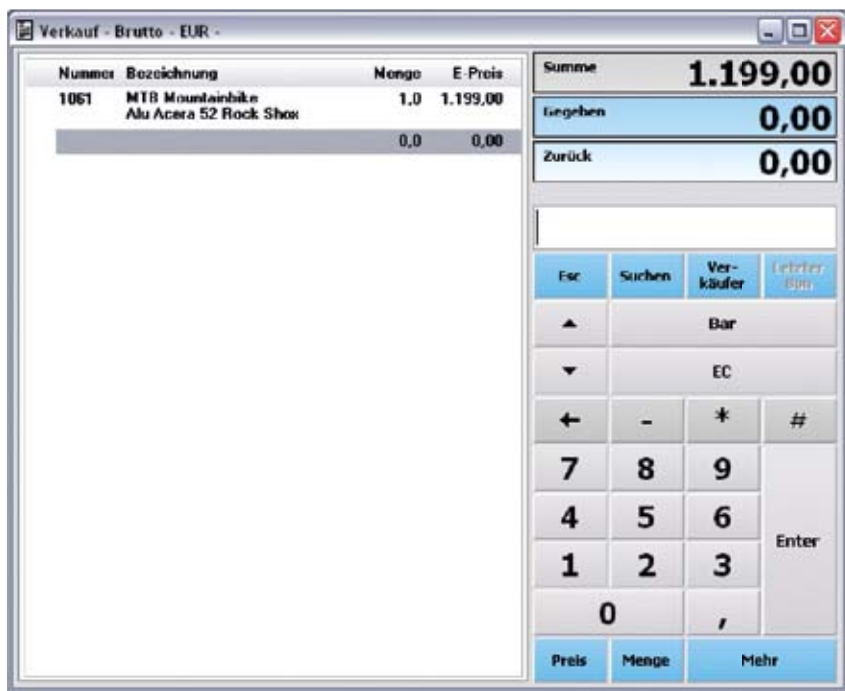 Verkauf - Brutto - EUR -
Nummer Bezeichnung Menge E-Preis
1061 MTB Mountainbike 1,0 1.199,00
Alu Acera 52 Rock Shox
0,0 0,00
Summe 1.199,00
Gegeben 0,00
Zurück 0,00
Esc Suchen Ver-
käufer Letzter
Bon
▲ Bar
▼ EC
← - * #
7 8 9
4 5 6
Enter
1 2 3
0 ,
Preis Menge Mehr